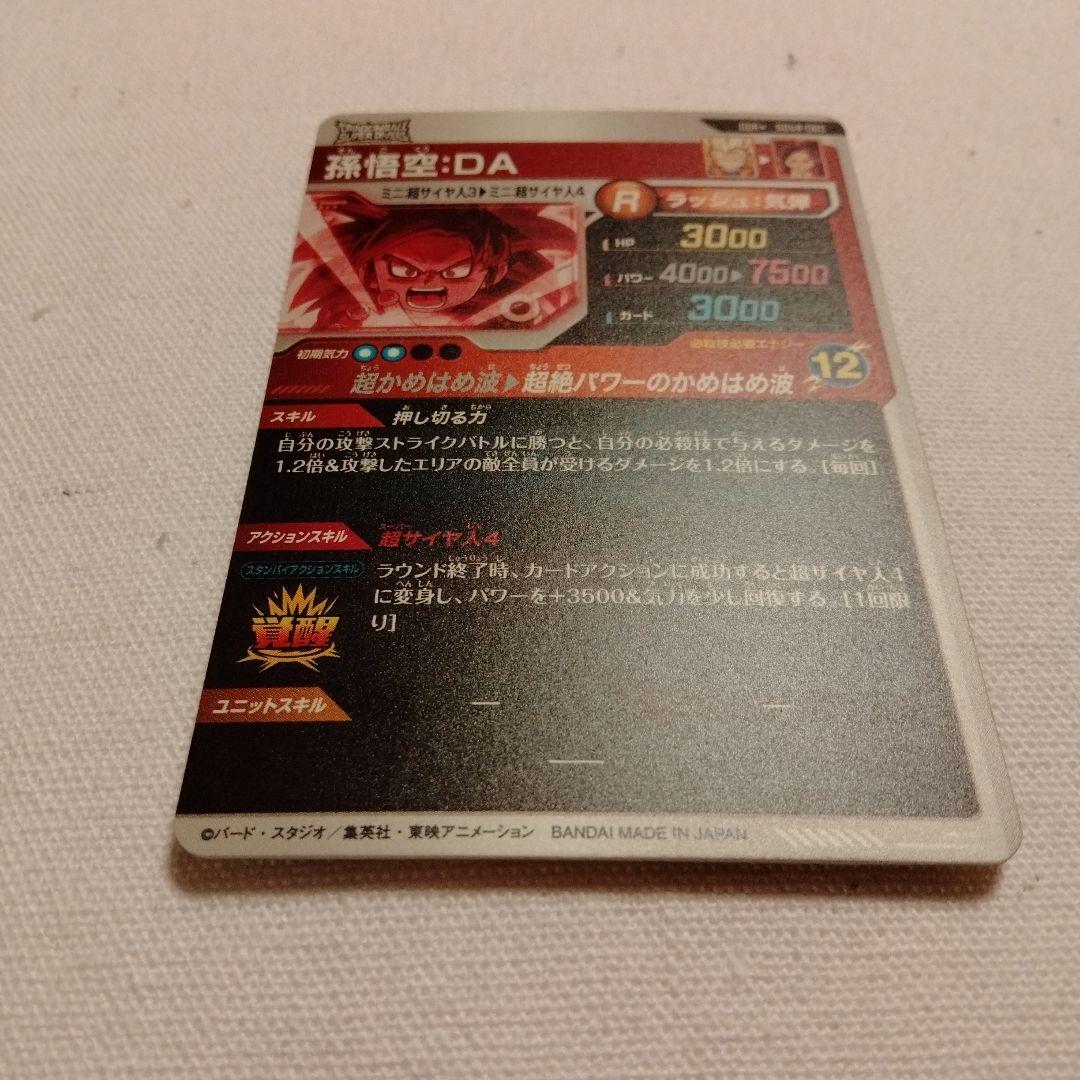 DRAGONBALL
SUPER DIVERS
孫悟空:DA
ミニ超サイヤ人3▶ミニ超サイヤ人4
R ラッシュ:気弾
HP 3000
パワー 4000▶7500
ガード 3000
初期気力
必殺技必要エナジー
12
超かめはめ波▶超絶パワーのかめはめ波
スキル 押し切る力
自分の攻撃ストライクバトルに勝つと、自分の必殺技で与えるダメージを
1.2倍&攻撃したエリアの敵全員が受けるダメージを1.2倍にする。[毎回]
アクションスキル 超サイヤ人4
スタンバイアクションスキル
覚醒
ラウンド終了時、カードアクションに成功すると超サイヤ人4
に変身し、パワーを+3500&気力を少し回復する。[1回限
り]
ユニットスキル — —
—
©バード・スタジオ/集英社・東映アニメーション BANDAI MADE IN JAPAN